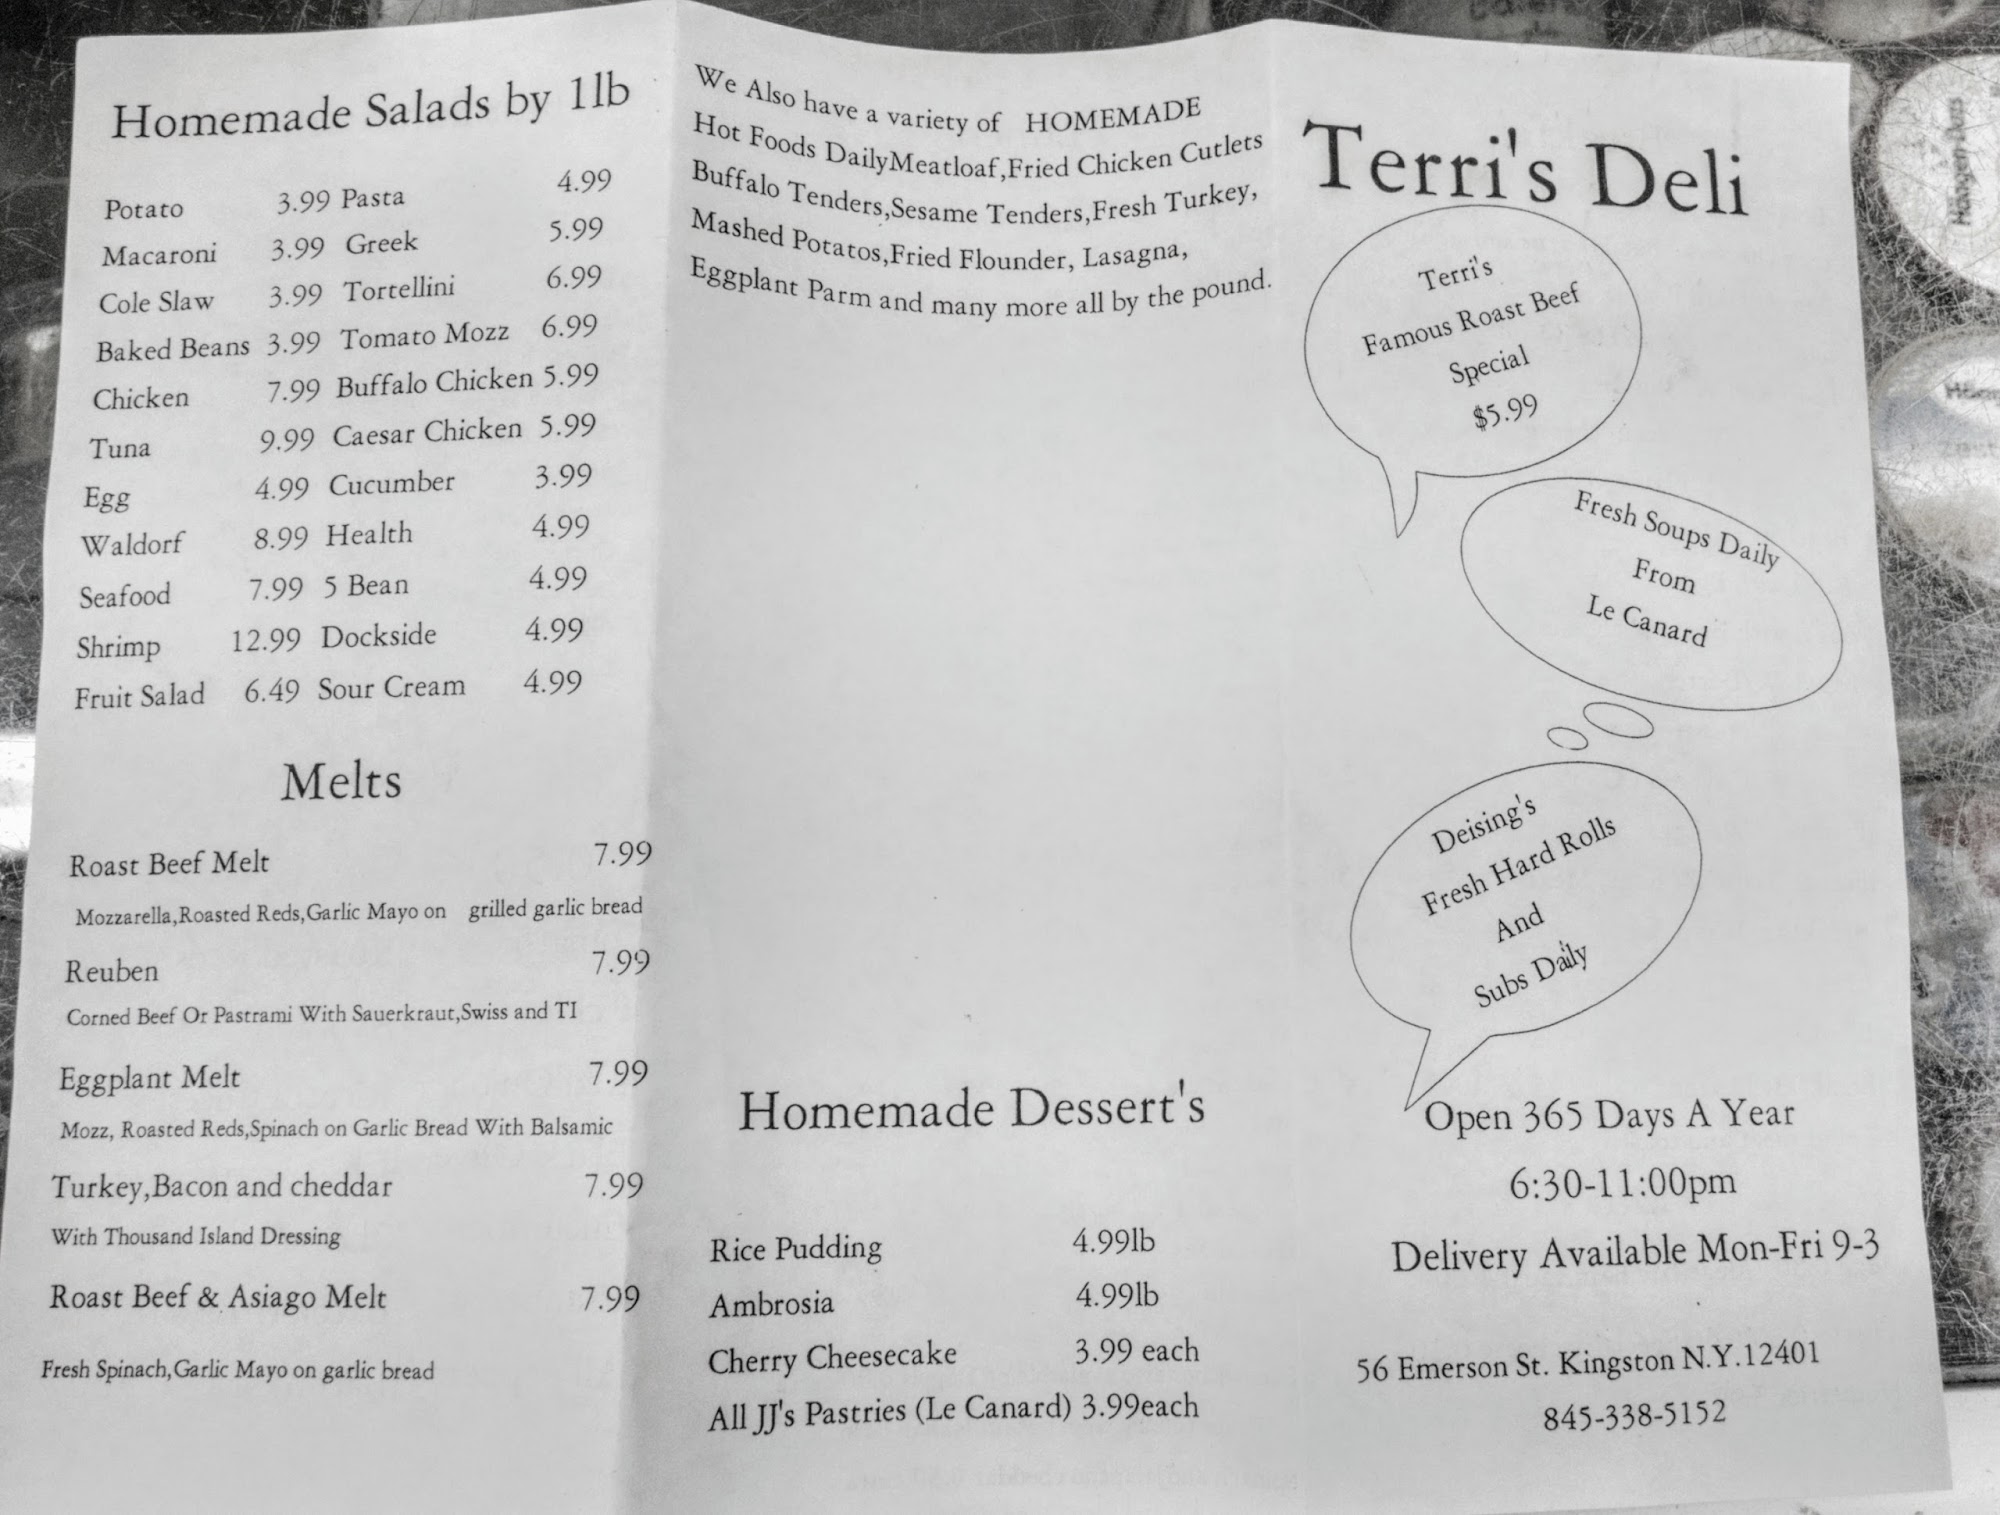 Homemade Salads by 1lb
Potato 3.99 Pasta 4.99
Macaroni 3.99 Greek 5.99
Cole Slaw 3.99 Tortellini 6.99
Baked Beans 3.99 Tomato Mozz 6.99
Chicken 7.99 Buffalo Chicken 5.99
Tuna 9.99 Caesar Chicken 5.99
Egg 4.99 Cucumber 3.99
Waldorf 8.99 Health 4.99
Seafood 7.99 5 Bean 4.99
Shrimp 12.99 Dockside 4.99
Fruit Salad 6.49 Sour Cream 4.99
Melts
Roast Beef Melt 7.99
Mozzarella,Roasted Reds,Garlic Mayo on grilled garlic bread
Reuben 7.99
Corned Beef Or Pastrami With Sauerkraut,Swiss and TI
Eggplant Melt 7.99
Mozz, Roasted Reds,Spinach on Garlic Bread With Balsamic
Turkey,Bacon and cheddar 7.99
With Thousand Island Dressing
Roast Beef & Asiago Melt 7.99
Fresh Spinach,Garlic Mayo on garlic bread
We Also have a variety of HOMEMADE
Hot Foods DailyMeatloaf,Fried Chicken Cutlets
Buffalo Tenders,Sesame Tenders,Fresh Turkey,
Mashed Potatos,Fried Flounder, Lasagna,
Eggplant Parm and many more all by the pound.
Homemade Dessert's
Rice Pudding 4.99lb
Ambrosia 4.99lb
Cherry Cheesecake 3.99 each
All JJ's Pastries (Le Canard) 3.99each
Terri's Deli
Terri's
Famous Roast Beef
Special
$5.99
Fresh Soups Daily
From
Le Canard
Deising's
Fresh Hard Rolls
And
Subs Daily
Open 365 Days A Year
6:30-11:00pm
Delivery Available Mon-Fri 9-3
56 Emerson St. Kingston N.Y.12401
845-338-5152
Häagen-Dazs